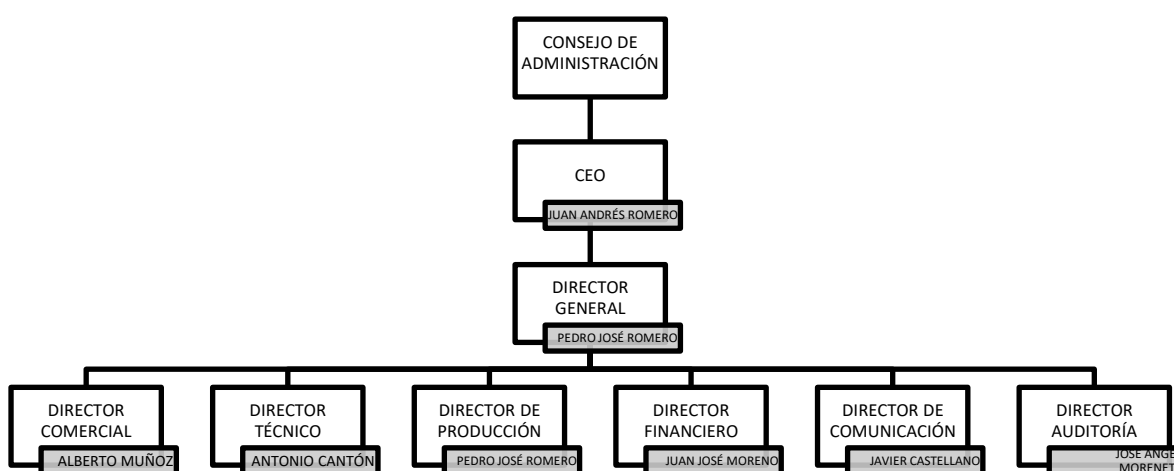 CONSEJO DE
ADMINISTRACIÓN
CEO
JUAN ANDRÉS ROMERO
DIRECTOR
GENERAL
PEDRO JOSÉ ROMERO
DIRECTOR
COMERCIAL
ALBERTO MUÑOZ
DIRECTOR
TÉCNICO
ANTONIO CANTÓN
DIRECTOR DE
PRODUCCIÓN
PEDRO JOSÉ ROMERO
DIRECTOR
FINANCIERO
JUAN JOSÉ MORENO
DIRECTOR DE
COMUNICACIÓN
JAVIER CASTELLANO
DIRECTOR
AUDITORÍA